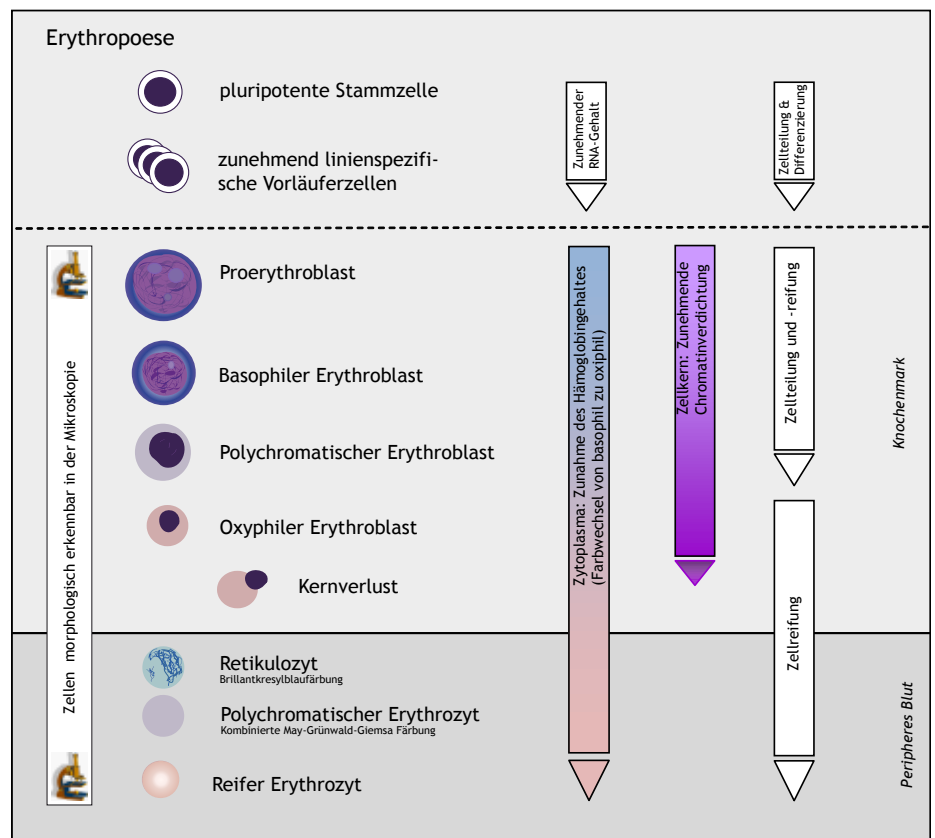 Erythropoese
pluripotente Stammzelle
zunehmend linienspezifi-
sche Vorläuferzellen
Zunehmender
RNA-Gehalt
Zellteilung &
Differenzierung
Zellen morphologisch erkennbar in der Mikroskopie
Proerythroblast
Basophiler Erythroblast
Polychromatischer Erythroblast
Oxyphiler Erythroblast
Kernverlust
Zytoplasma: Zunahme des Hämoglobingehaltes
(Farbwechsel von basophil zu oxiphil)
Zellkern: Zunehmende
Chromatinverdichtung
Zellteilung und -reifung
Zellreifung
Knochenmark
Retikulozyt
Brillantkresylblaufärbung
Polychromatischer Erythrozyt
Kombinierte May-Grünwald-Giemsa Färbung
Reifer Erythrozyt
Peripheres Blut